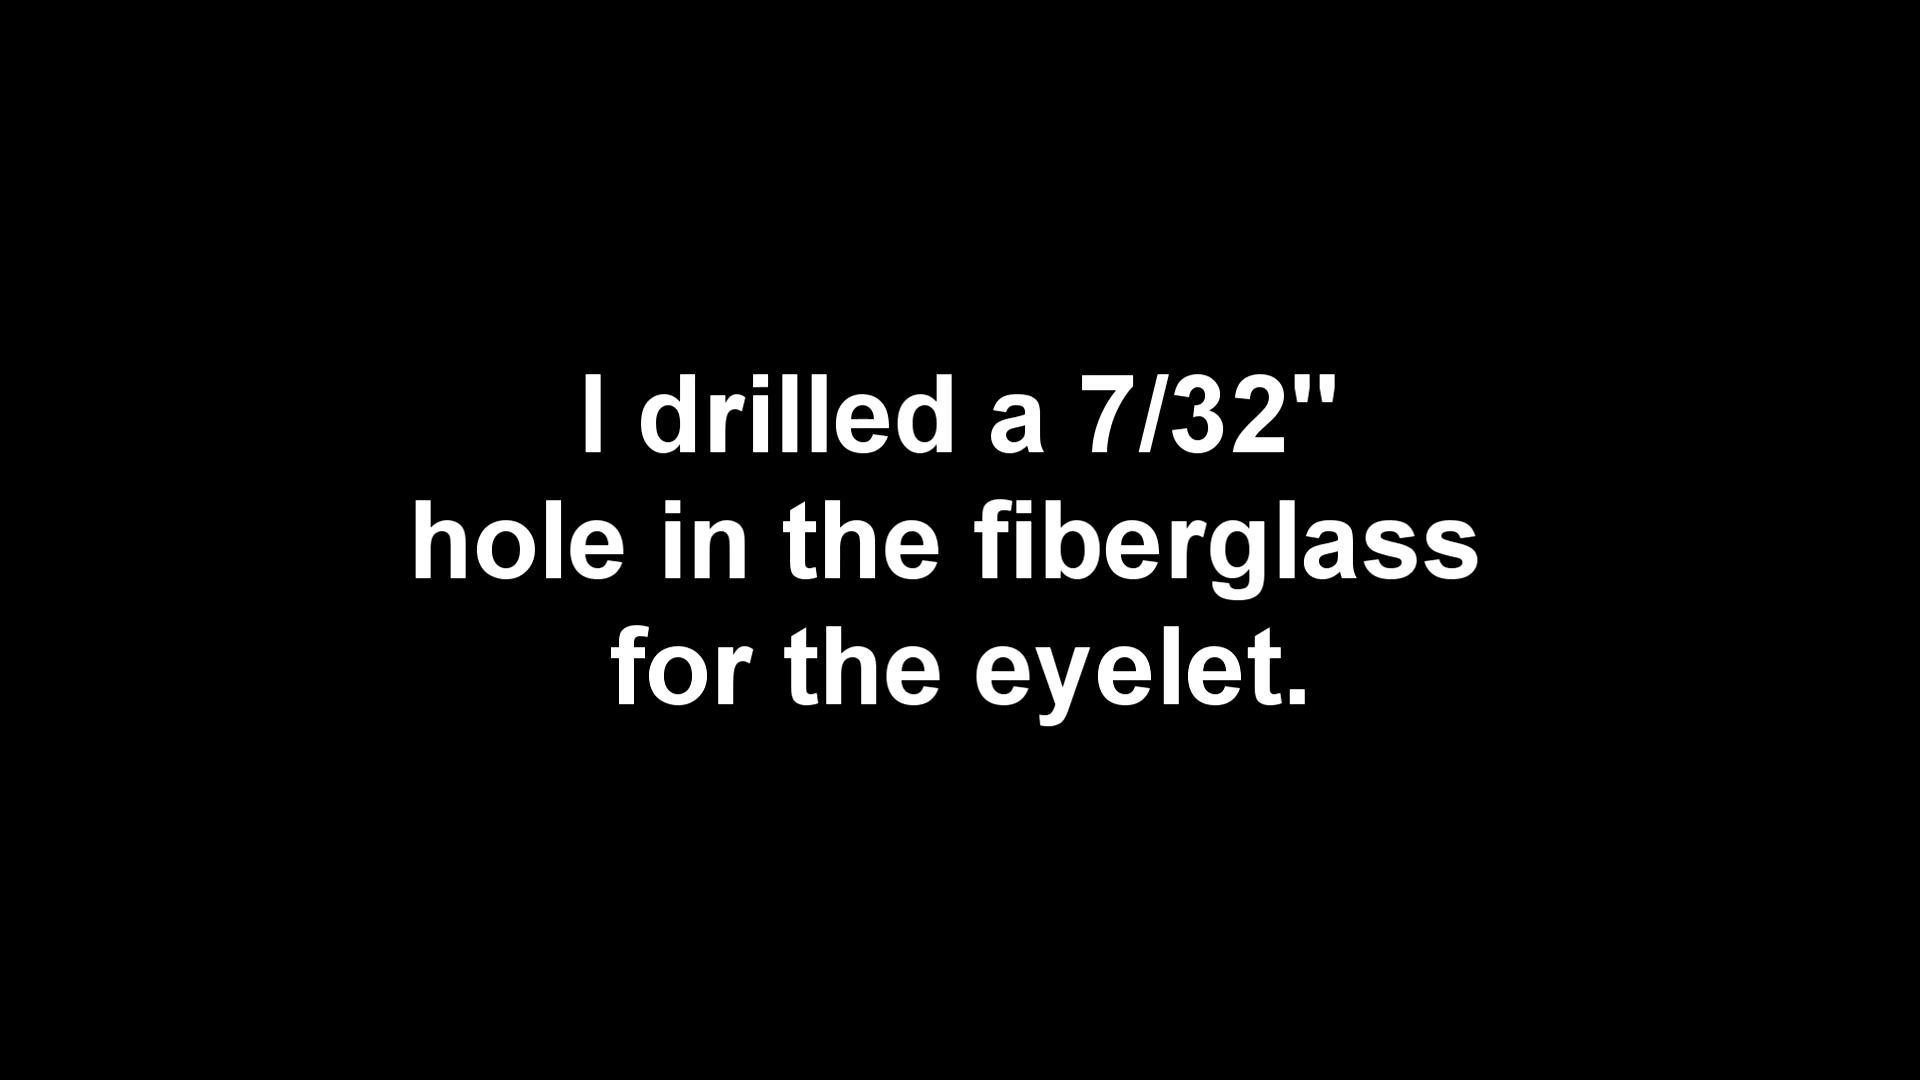 I drilled a 7/32"
hole in the fiberglass
for the eyelet.